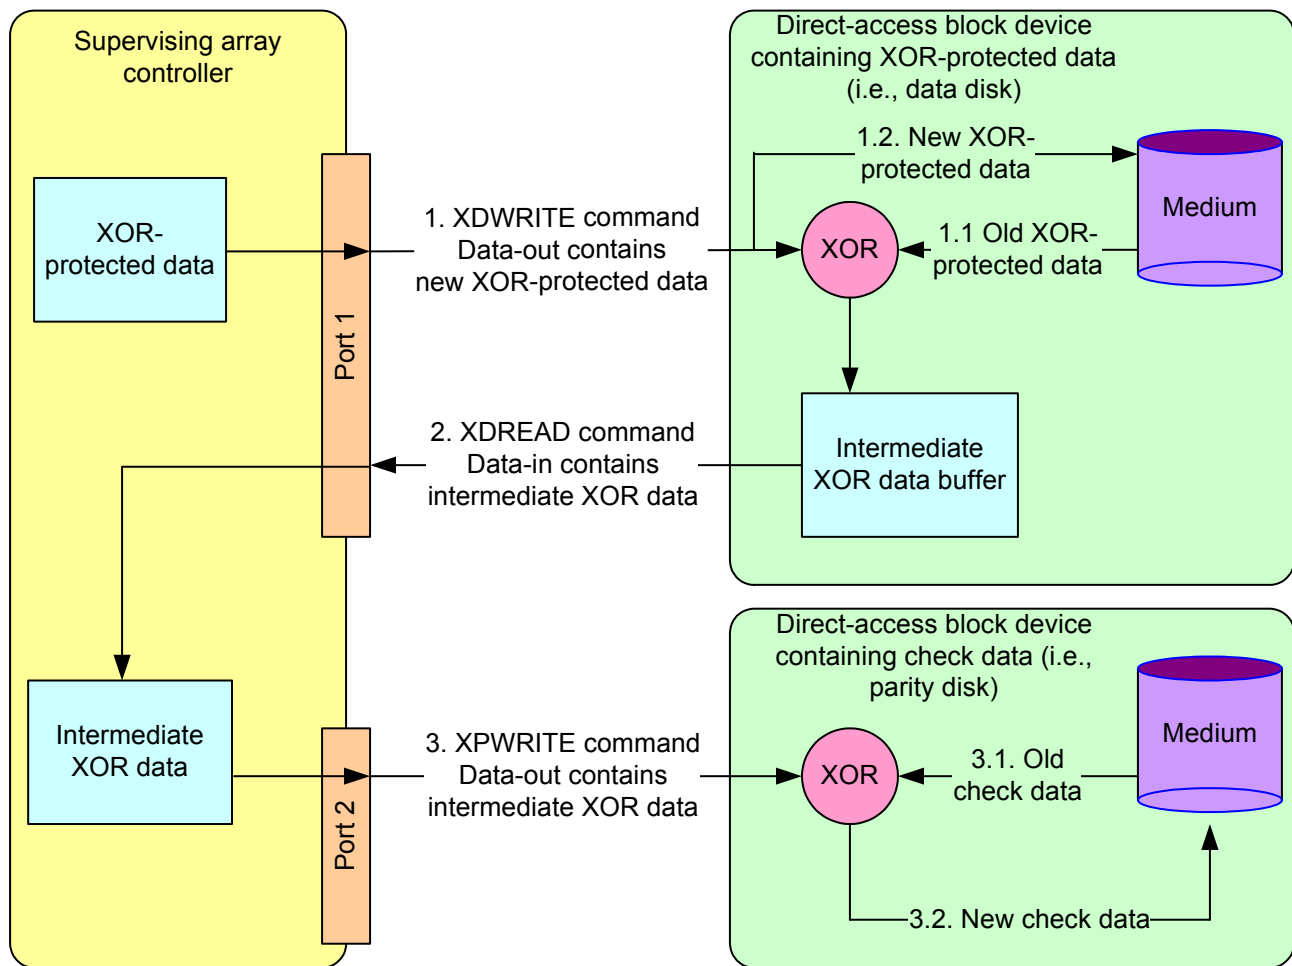 Supervising array
controller
Direct-access block device
containing XOR-protected data
(i.e., data disk)
XOR-
protected data
Port 1
1. XDWRITE command
Data-out contains
new XOR-protected data
1.2. New XOR-
protected data
XOR
1.1 Old XOR-
protected data
Medium
2. XDREAD command
Data-in contains
intermediate XOR data
Intermediate
XOR data buffer
Direct-access block device
containing check data (i.e.,
parity disk)
Intermediate
XOR data
Port 2
3. XPWRITE command
Data-out contains
intermediate XOR data
XOR
3.1. Old
check data
Medium
3.2. New check data